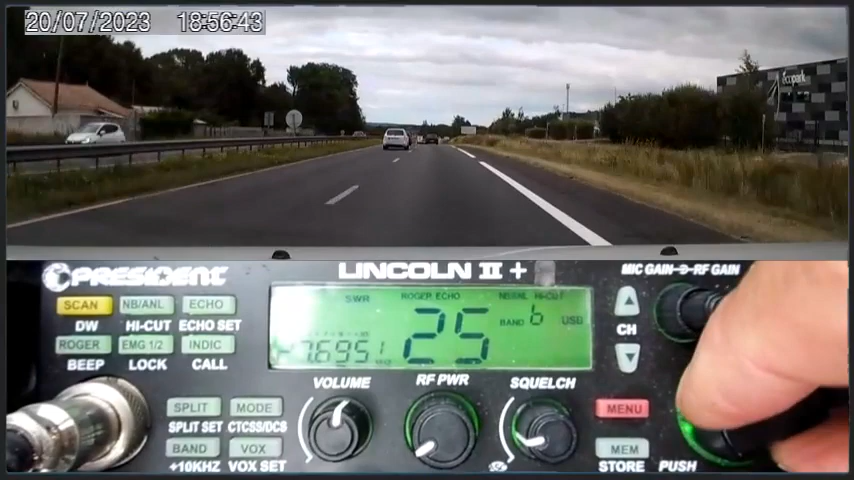 20/07/2023 18:56:43
Ecopark
PRESIDENT
LINCOLN II +
MIC GAIN RF GAIN
SCAN NB/ANL ECHO
DW HI-CUT ECHO SET
ROGER EMG 1/2 INDIC
BEEP LOCK CALL
SWR ROGER ECHO NB/ANL HI-CUT
25 BAND b USB
CH
VOLUME RF PWR SQUELCH
SPLIT MODE
SPLIT SET CTCSS/DCS
BAND VOX
+10KHZ VOX SET
MENU
MEM
STORE PUSH